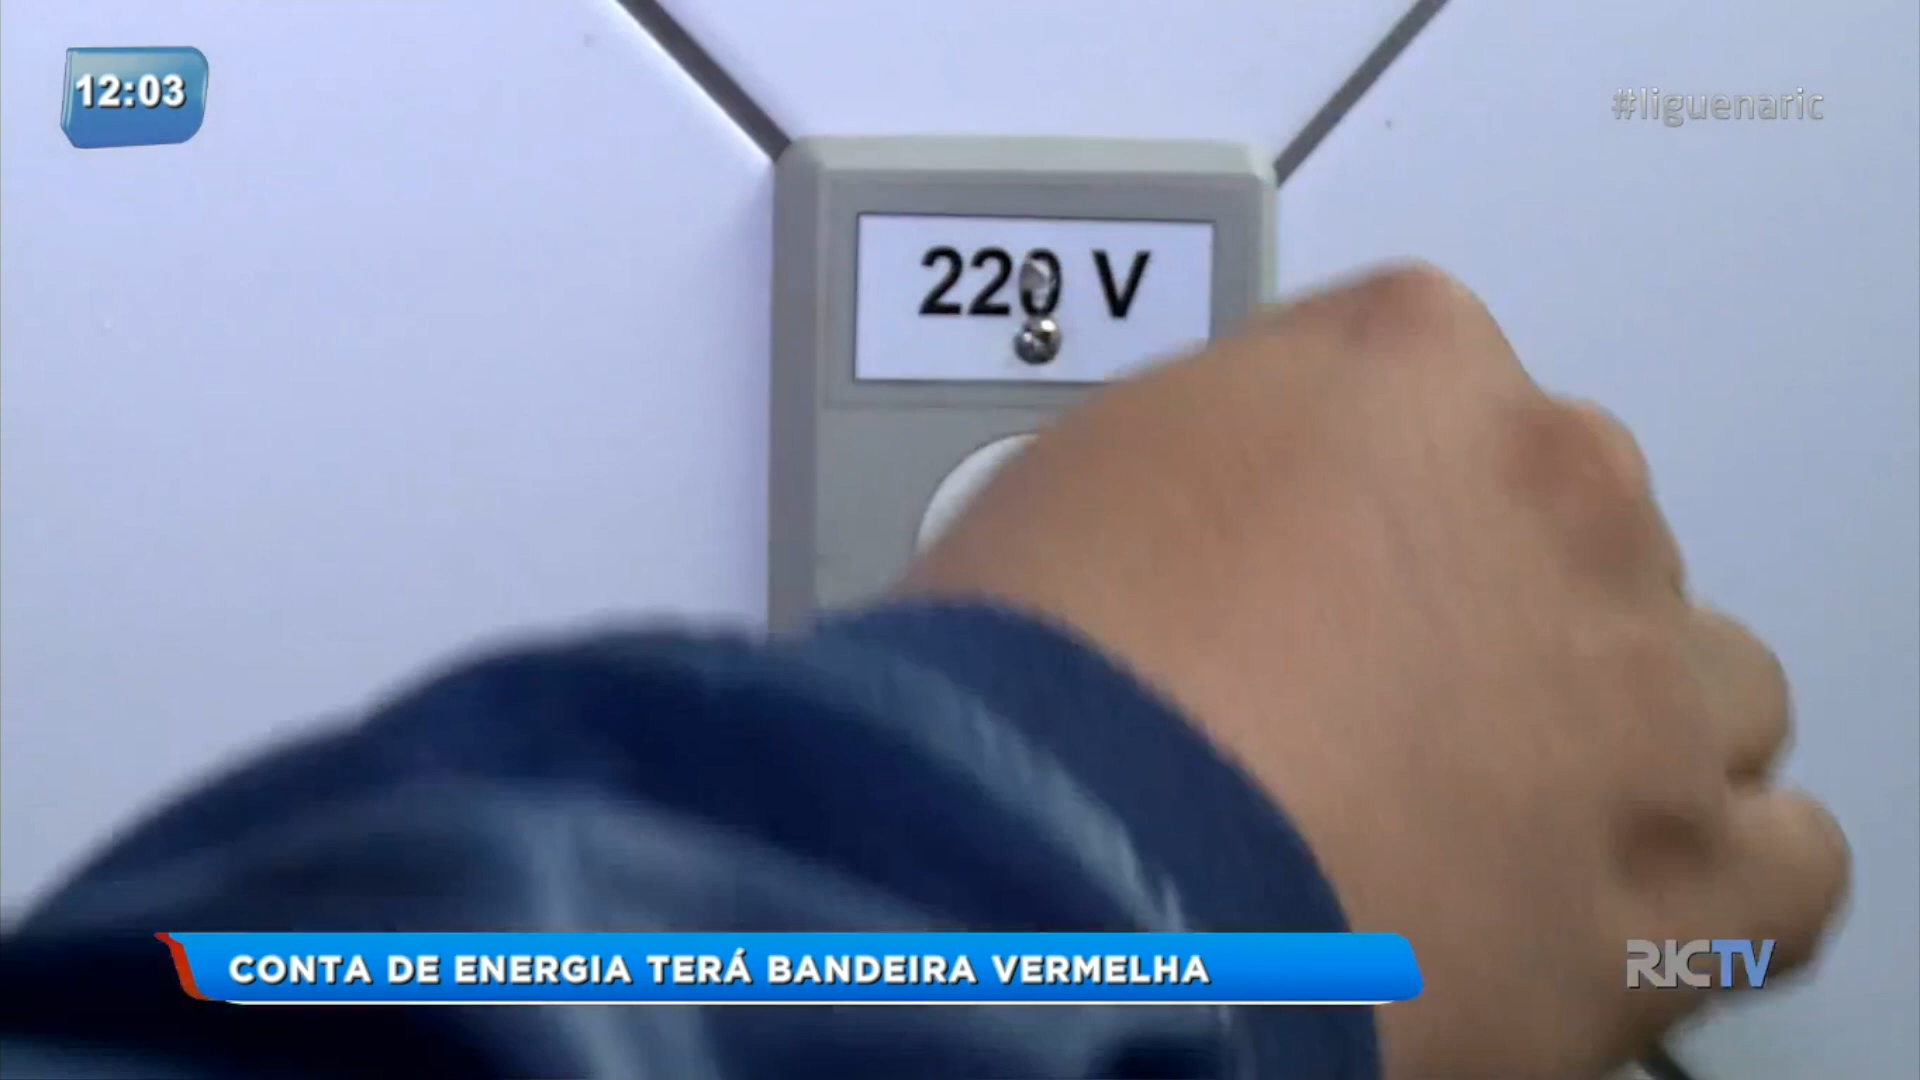 12:03
#liguenaric
220 V
CONTA DE ENERGIA TERÁ BANDEIRA VERMELHA
RICTV